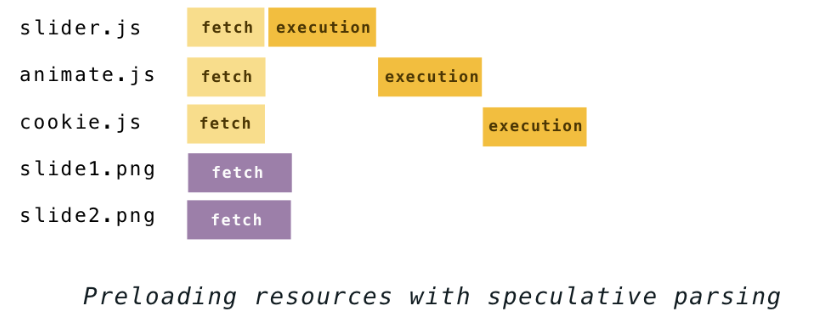 slider.js fetch execution
animate.js fetch execution
cookie.js fetch execution
slide1.png fetch
slide2.png fetch
Preloading resources with speculative parsing